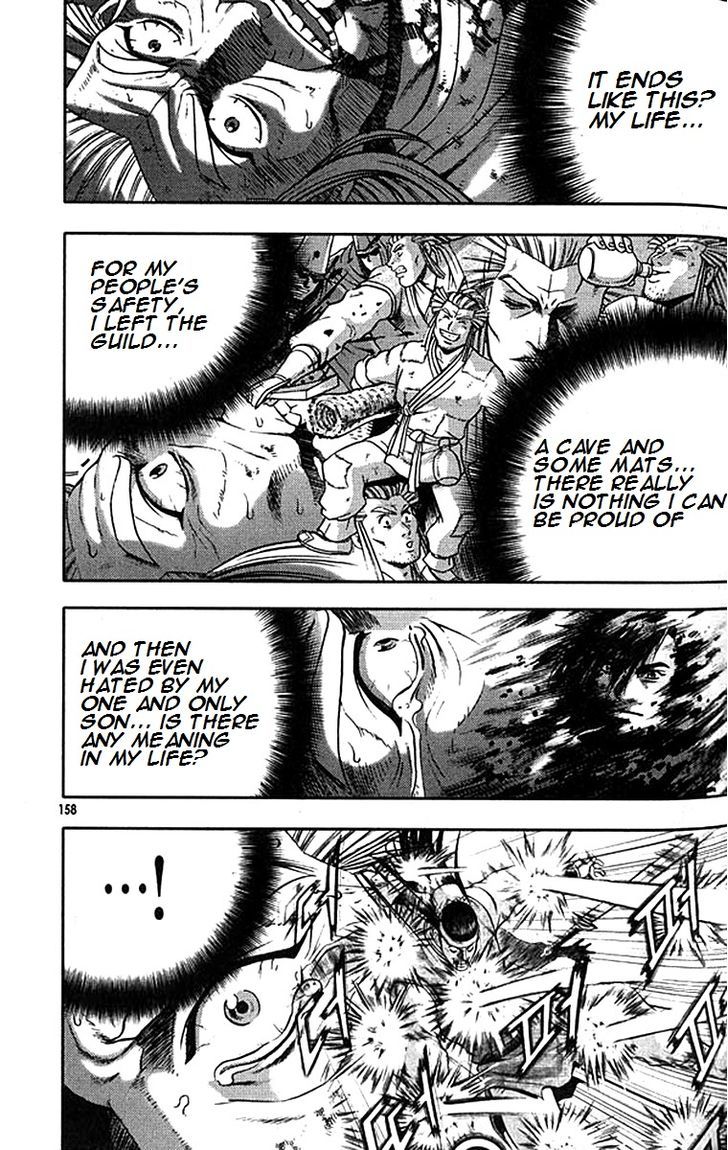 IT ENDS
LIKE THIS?
MY LIFE...
FOR MY
PEOPLE'S
SAFETY,
I LEFT THE
GUILD...
A CAVE AND
SOME MATS...
THERE REALLY
IS NOTHING I CAN
BE PROUD OF
AND THEN
I WAS EVEN
HATED BY MY
ONE AND ONLY
SON... IS THERE
ANY MEANING
IN MY LIFE?
158
...!